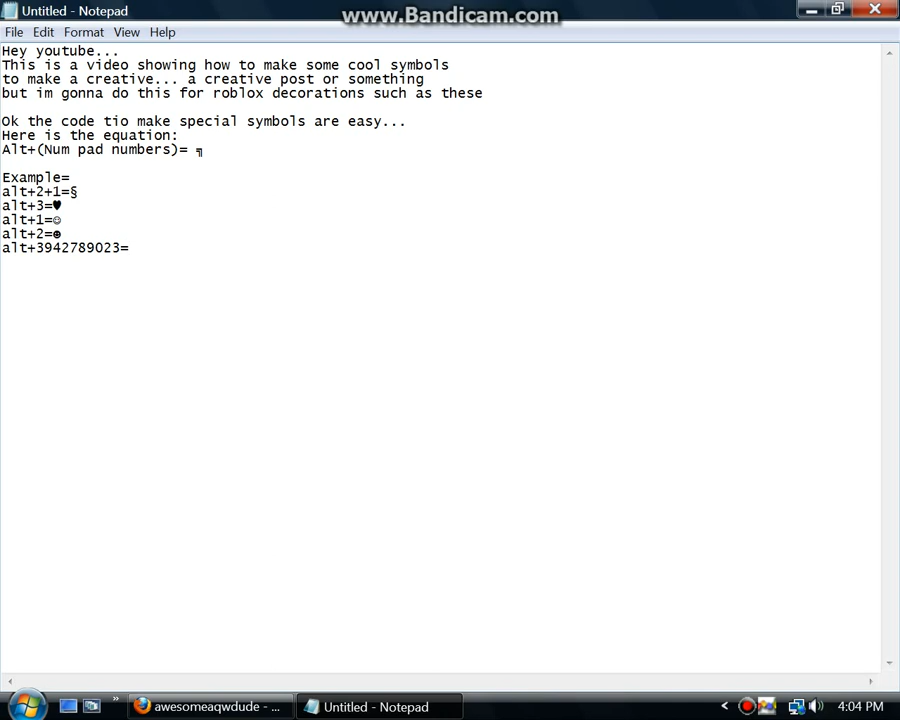 Untitled - Notepad
www.Bandicam.com
File Edit Format View Help
Hey youtube...
This is a video showing how to make some cool symbols
to make a creative... a creative post or something
but im gonna do this for roblox decorations such as these
Ok the code tio make special symbols are easy...
Here is the equation:
Alt+(Num pad numbers)= ╗
Example=
alt+2+1=§
alt+3=♥
alt+1=☺
alt+2=☻
alt+3942789023=
awesomeaqwdude - ...
Untitled - Notepad
4:04 PM